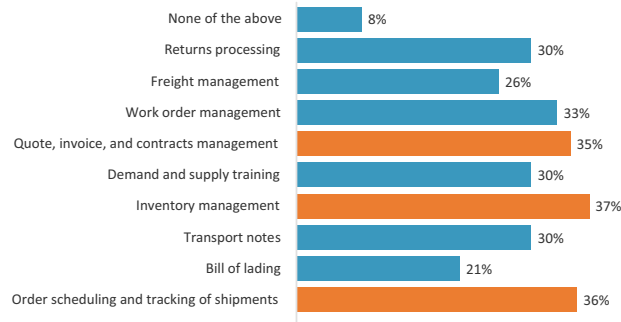 None of the above 8%
Returns processing 30%
Freight management 26%
Work order management 33%
Quote, invoice, and contracts management 35%
Demand and supply training 30%
Inventory management 37%
Transport notes 30%
Bill of lading 21%
Order scheduling and tracking of shipments 36%